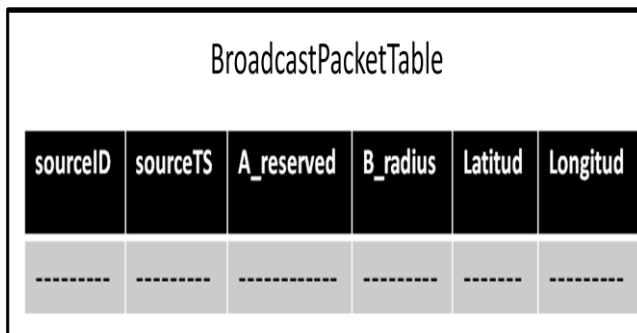 BroadcastPacketTable
sourceID sourceTS A_reserved B_radius Latitud Longitud
--------- --------- ------------ --------- ------- ---------